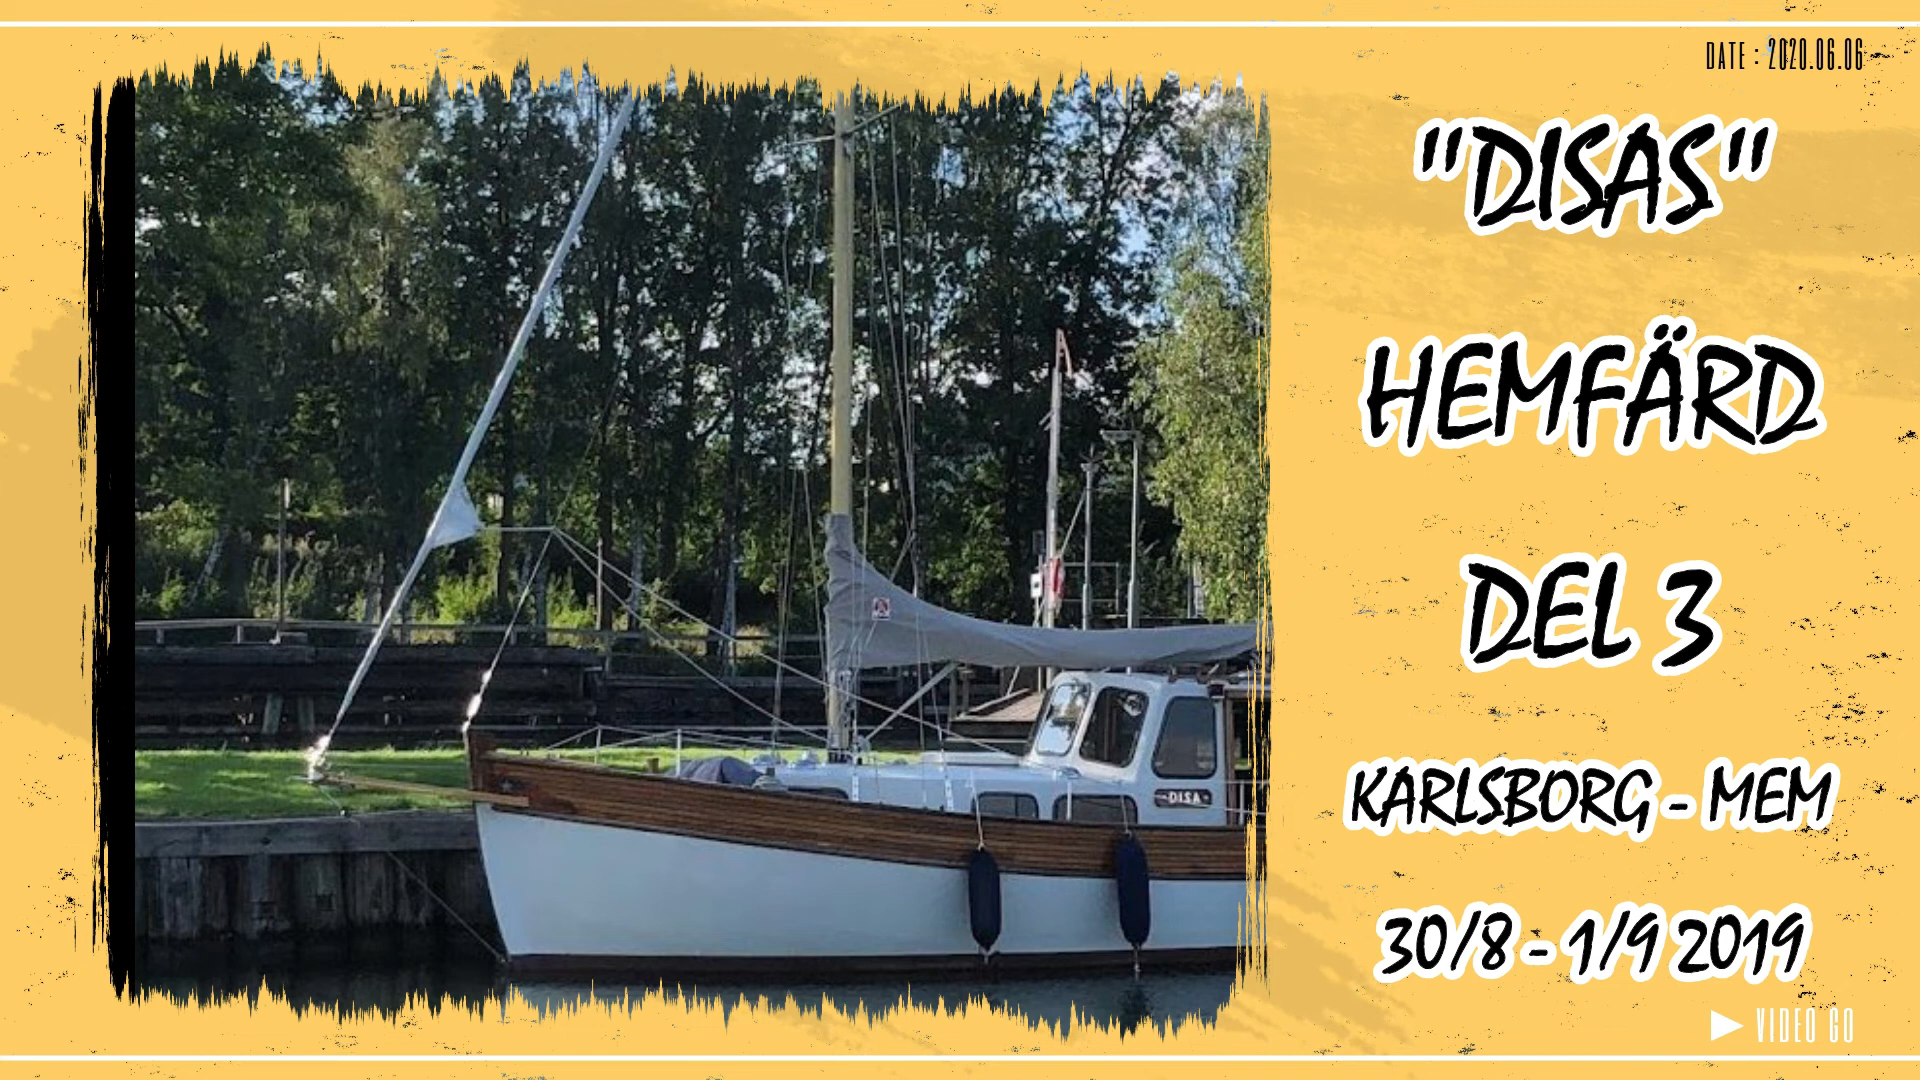 DATE : 2020.06.06
"DISAS"
HEMFÄRD
DEL 3
KARLSBORG - MEM
30/8 - 1/9 2019
DISA
VIDEO GO